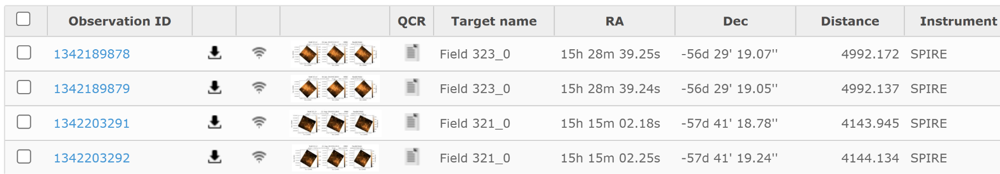 Observation ID QCR Target name RA Dec Distance Instrument
1342189878 Field 323_0 15h 28m 39.25s -56d 29' 19.07'' 4992.172 SPIRE
1342189879 Field 323_0 15h 28m 39.24s -56d 29' 19.05'' 4992.137 SPIRE
1342203291 Field 321_0 15h 15m 02.18s -57d 41' 18.78'' 4143.945 SPIRE
1342203292 Field 321_0 15h 15m 02.25s -57d 41' 19.24'' 4144.134 SPIRE